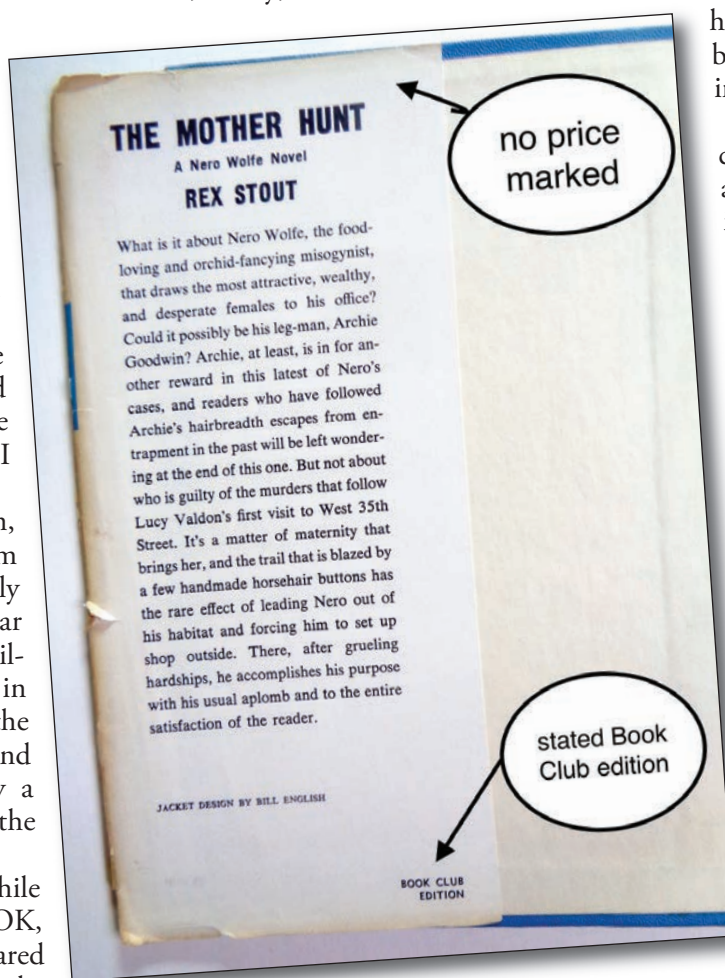 THE MOTHER HUNT
A Nero Wolfe Novel
REX STOUT
What is it about Nero Wolfe, the food-
loving and orchid-fancying misogynist,
that draws the most attractive, wealthy,
and desperate females to his office?
Could it possibly be his leg-man, Archie
Goodwin? Archie, at least, is in for an-
other reward in this latest of Nero's
cases, and readers who have followed
Archie's hairbreadth escapes from en-
trapment in the past will be left wonder-
ing at the end of this one. But not about
who is guilty of the murders that follow
Lucy Valdon's first visit to West 35th
Street. It's a matter of maternity that
brings her, and the trail that is blazed by
a few handmade horsehair buttons has
the rare effect of leading Nero out of
his habitat and forcing him to set up
shop outside. There, after grueling
hardships, he accomplishes his purpose
with his usual aplomb and to the entire
satisfaction of the reader.
JACKET DESIGN BY BILL ENGLISH
BOOK CLUB
EDITION
no price
marked
stated Book
Club edition
I
in
the
a
the
OK,